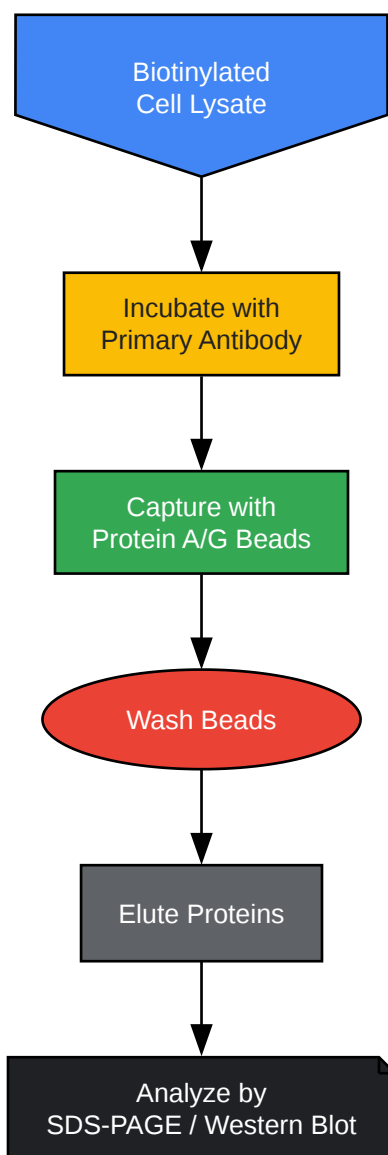 Biotinylated
Cell Lysate
Incubate with
Primary Antibody
Capture with
Protein A/G Beads
Wash Beads
Elute Proteins
Analyze by
SDS-PAGE / Western Blot